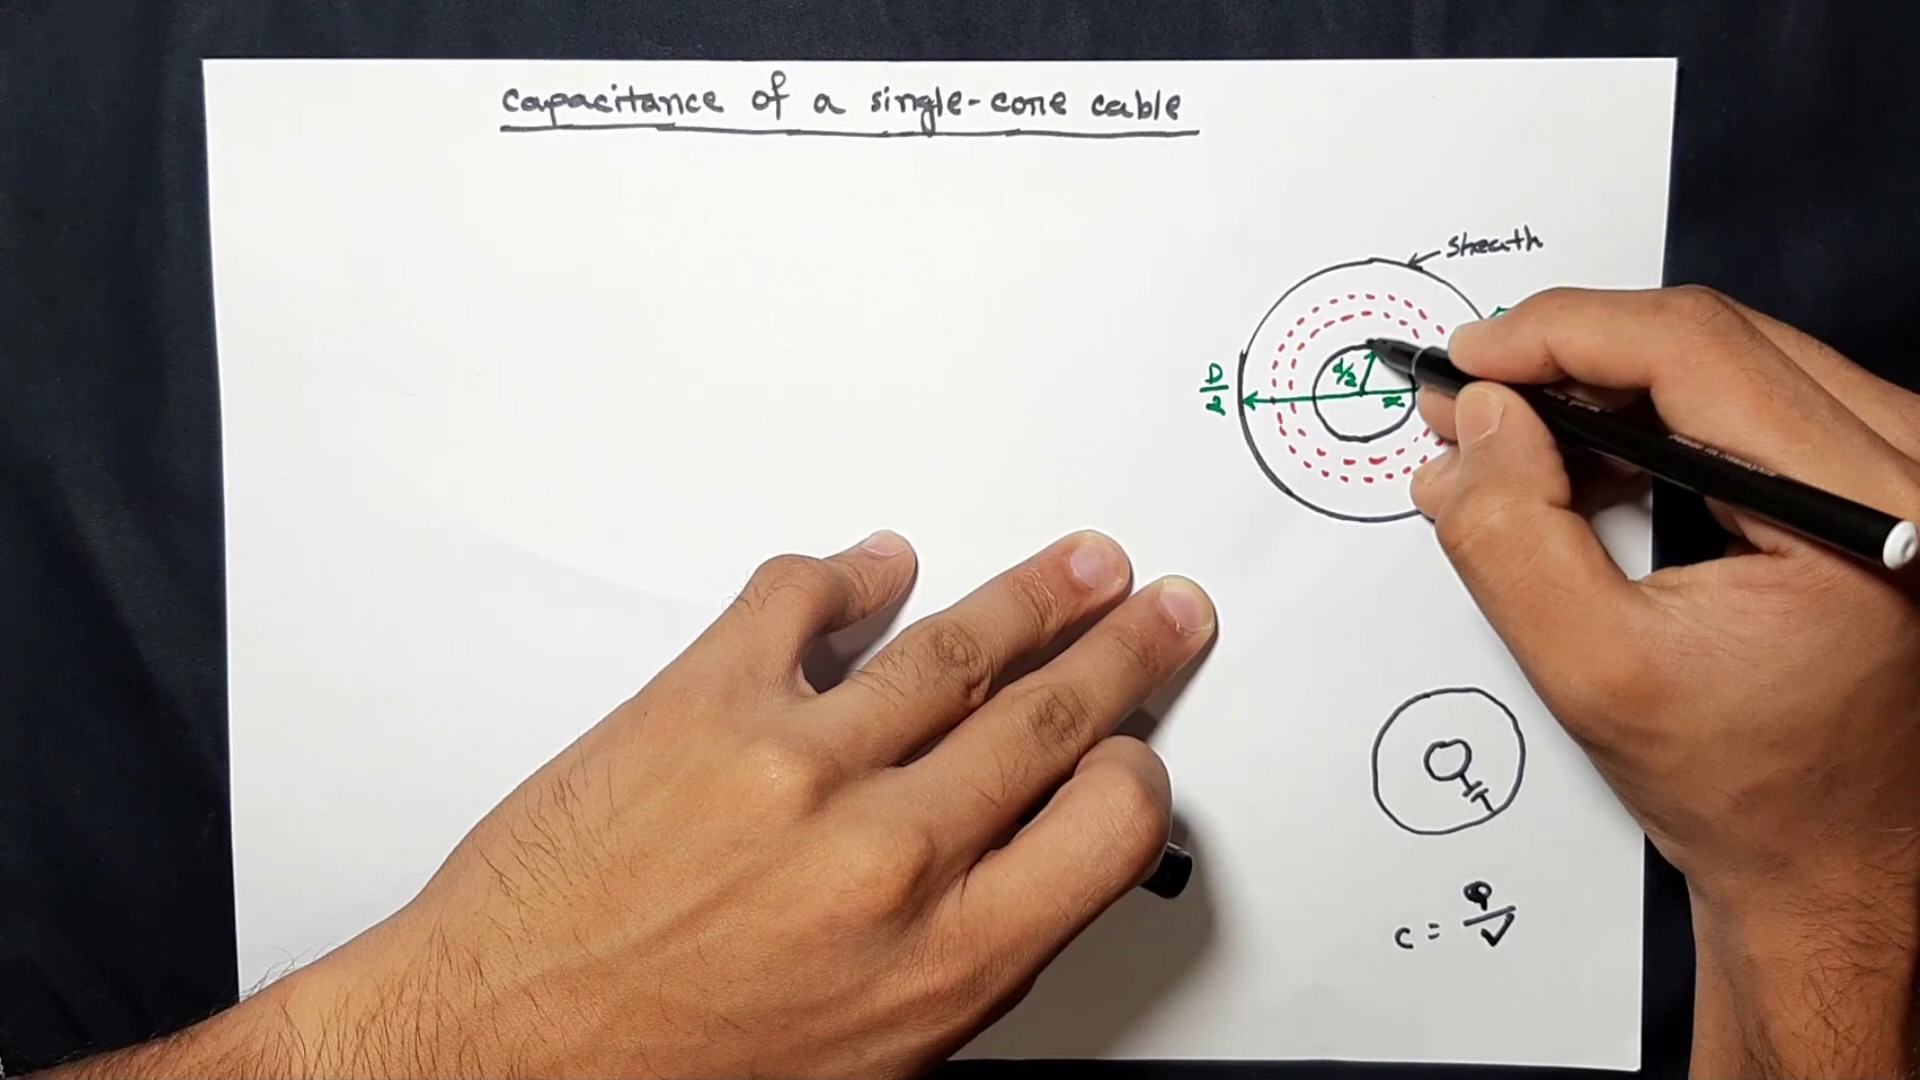 Capacitance of a single-core cable
Sheath
d/2
D/2
x
C = Q/V